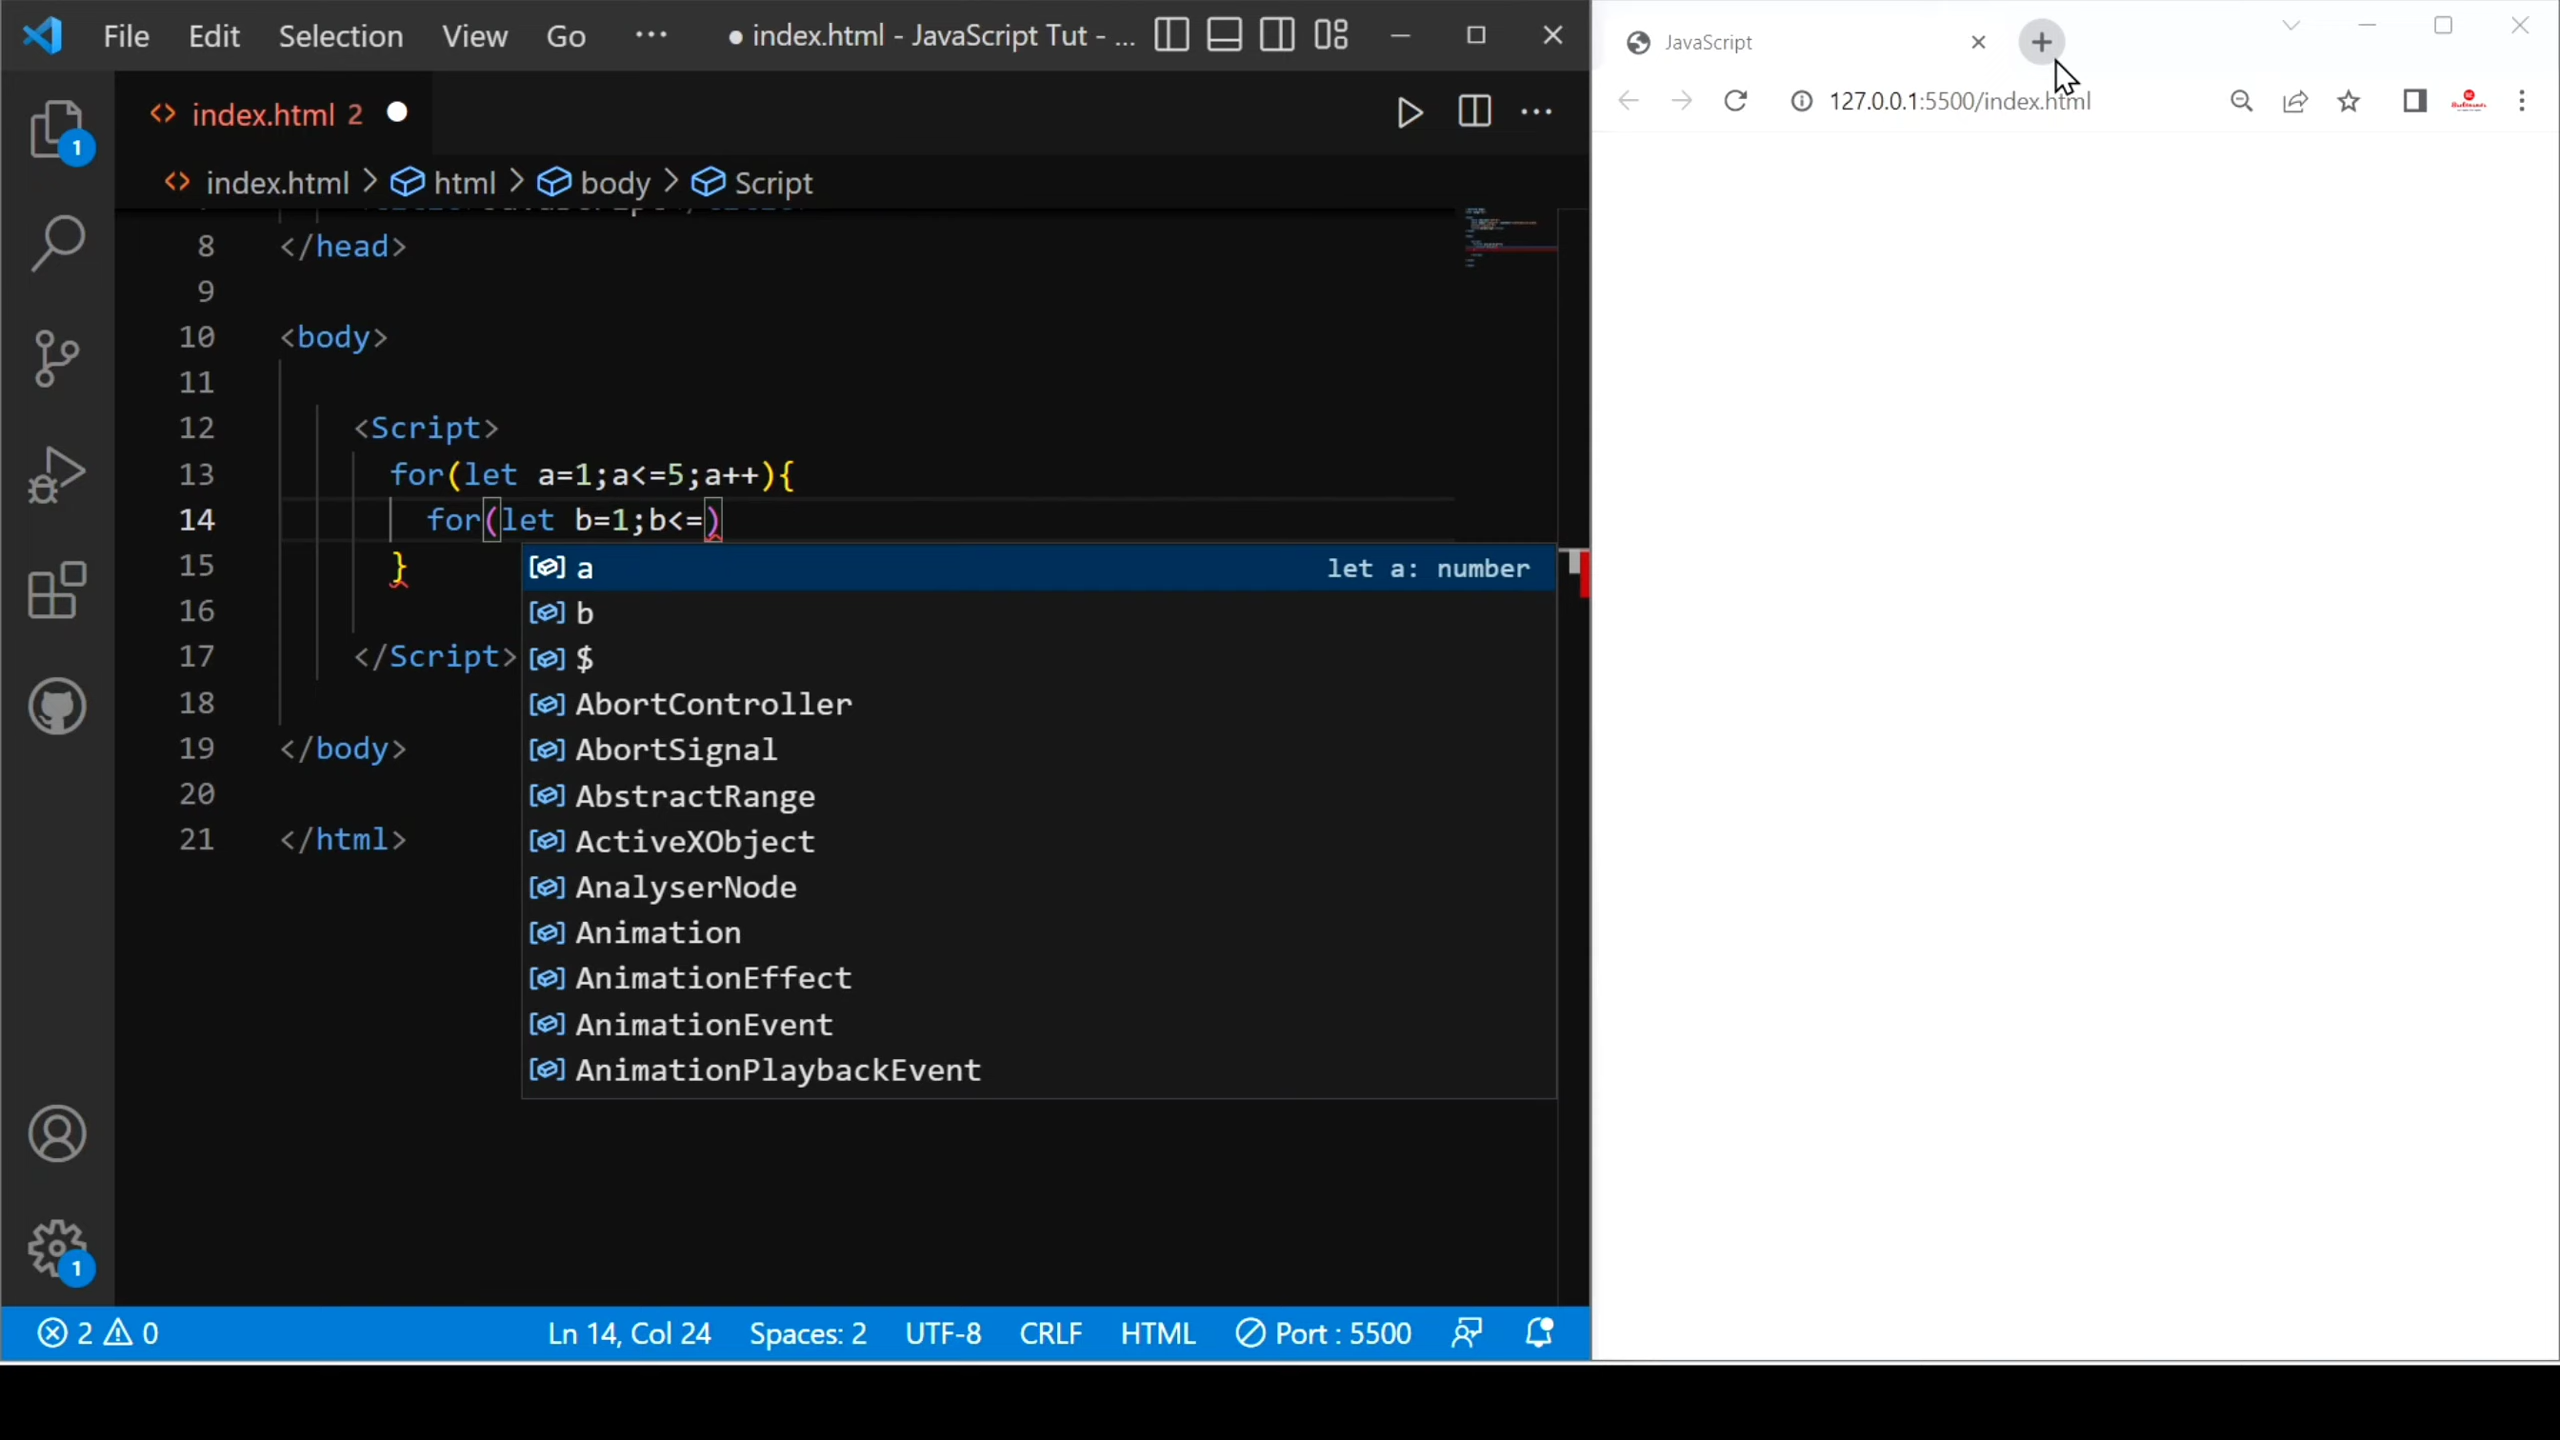 File Edit Selection View Go ··· ● index.html - JavaScript Tut - ...
<> index.html 2 ●
<> index.html > html > body > Script
8 </head>
9
10 <body>
11
12 <Script>
13 for(let a=1;a<=5;a++){
14 for(let b=1;b<=)
15 }
16
17 </Script>
18
19 </body>
20
21 </html>
a let a: number
b
$
AbortController
AbortSignal
AbstractRange
ActiveXObject
AnalyserNode
Animation
AnimationEffect
AnimationEvent
AnimationPlaybackEvent
1
1
2 0 Ln 14, Col 24 Spaces: 2 UTF-8 CRLF HTML Port : 5500
JavaScript
127.0.0.1:5500/index.html